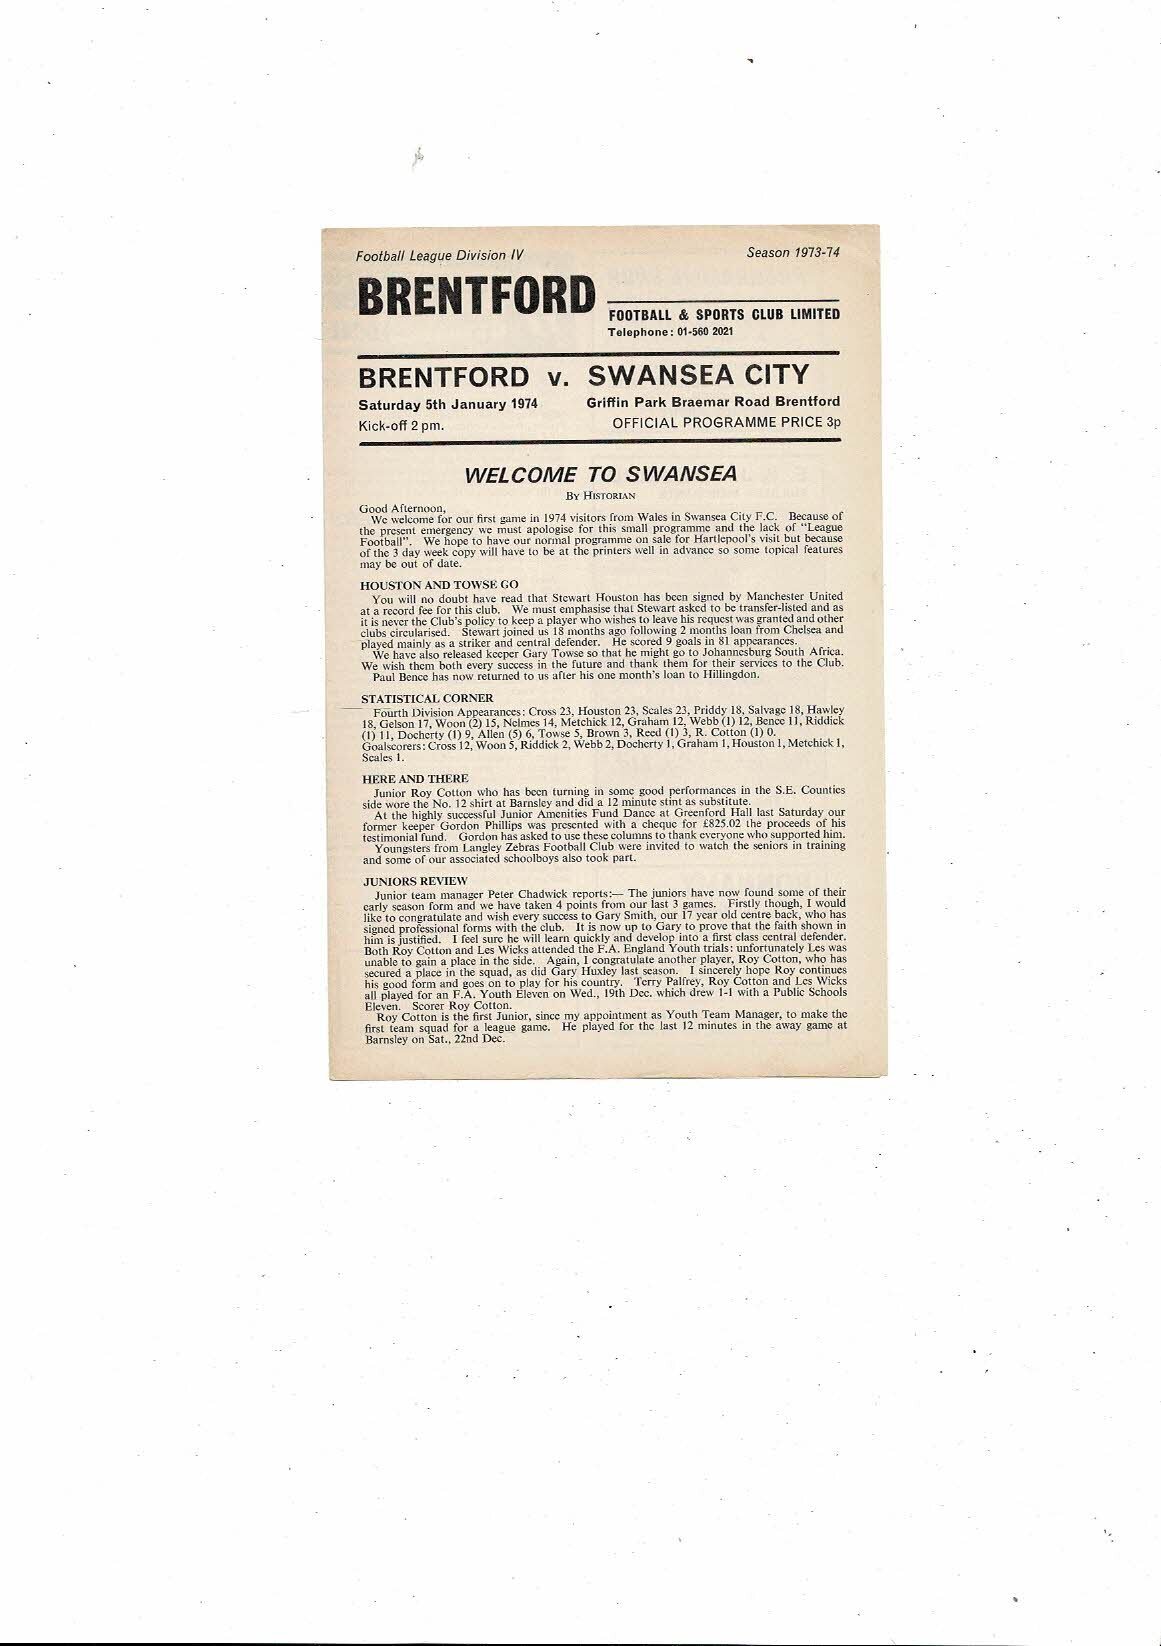 Football League Division IV
Season 1973-74
BRENTFORD
FOOTBALL & SPORTS CLUB LIMITED
Telephone: 01-560 2021
BRENTFORD v. SWANSEA CITY
Saturday 5th January 1974
Griffin Park Braemar Road Brentford
Kick-off 2 pm.
OFFICIAL PROGRAMME PRICE 3p
WELCOME TO SWANSEA
BY HISTORIAN
Good Afternoon,
We welcome for our first game in 1974 visitors from Wales in Swansea City F.C. Because of
the present emergency we must apologise for this small programme and the lack of "League
Football". We hope to have our normal programme on sale for Hartlepool's visit but because
of the 3 day week copy will have to be at the printers well in advance so some topical features
may be out of date.
HOUSTON AND TOWSE GO
You will no doubt have read that Stewart Houston has been signed by Manchester United
at a record fee for this club. We must emphasise that Stewart asked to be transfer-listed and as
it is never the Club's policy to keep a player who wishes to leave his request was granted and other
clubs circularised. Stewart joined us 18 months ago following 2 months loan from Chelsea and
played mainly as a striker and central defender. He scored 9 goals in 81 appearances.
We have also released keeper Gary Towse so that he might go to Johannesburg South Africa.
We wish them both every success in the future and thank them for their services to the Club.
Paul Bence has now returned to us after his one month's loan to Hillingdon.
STATISTICAL CORNER
Fourth Division Appearances: Cross 23, Houston 23, Scales 23, Priddy 18, Salvage 18, Hawley
18, Gelson 17, Woon (2) 15, Nelmes 14, Metchick 12, Graham 12, Webb (1) 12, Bence 11, Riddick
(1) 11, Docherty (1) 9, Allen (5) 6, Towse 5, Brown 3, Reed (1) 3, R. Cotton (1) 0.
Goalscorers: Cross 12, Woon 5, Riddick 2, Webb 2, Docherty 1, Graham 1, Houston 1, Metchick 1,
Scales 1.
HERE AND THERE
Junior Roy Cotton who has been turning in some good performances in the S.E. Counties
side wore the No. 12 shirt at Barnsley and did a 12 minute stint as substitute.
At the highly successful Junior Amenities Fund Dance at Greenford Hall last Saturday our
former keeper Gordon Phillips was presented with a cheque for £825.02 the proceeds of his
testimonial fund. Gordon has asked to use these columns to thank everyone who supported him.
Youngsters from Langley Zebras Football Club were invited to watch the seniors in training
and some of our associated schoolboys also took part.
JUNIORS REVIEW
Junior team manager Peter Chadwick reports:— The juniors have now found some of their
early season form and we have taken 4 points from our last 3 games. Firstly though, I would
like to congratulate and wish every success to Gary Smith, our 17 year old centre back, who has
signed professional forms with the club. It is now up to Gary to prove that the faith shown in
him is justified. I feel sure he will learn quickly and develop into a first class central defender.
Both Roy Cotton and Les Wicks attended the F.A. England Youth trials: unfortunately Les was
unable to gain a place in the side. Again, I congratulate another player, Roy Cotton, who has
secured a place in the squad, as did Gary Huxley last season. I sincerely hope Roy continues
his good form and goes on to play for his country. Terry Palfrey, Roy Cotton and Les Wicks
all played for an F.A. Youth Eleven on Wed., 19th Dec. which drew 1-1 with a Public Schools
Eleven. Scorer Roy Cotton.
Roy Cotton is the first Junior, since my appointment as Youth Team Manager, to make the
first team squad for a league game. He played for the last 12 minutes in the away game at
Barnsley on Sat., 22nd Dec.